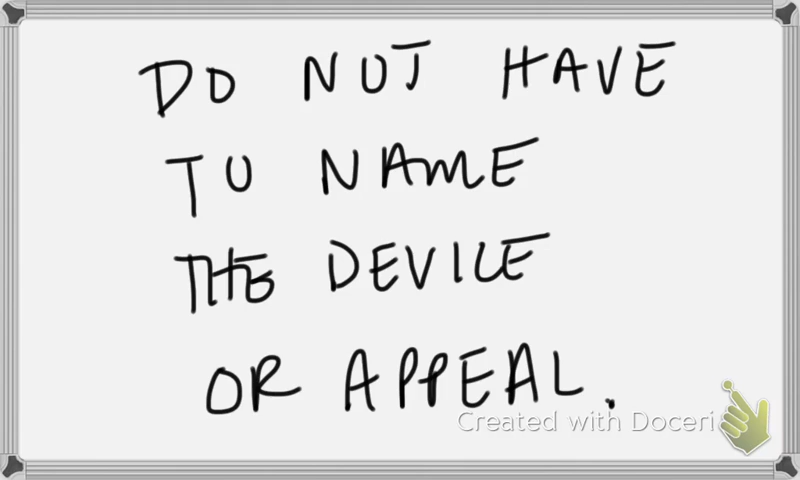 DO NOT HAVE
TO NAME
THE DEVICE
OR APPEAL.
Created with Doceri